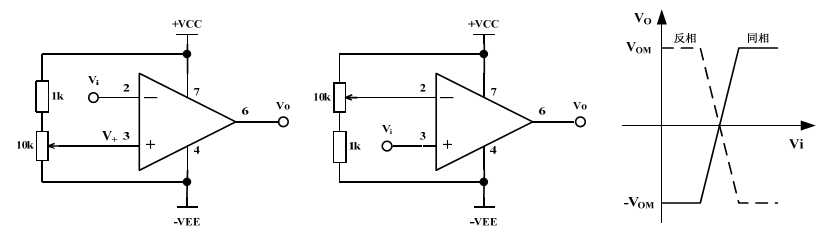 +VCC
1k
Vi
2
7
6
Vo
10k
V+
3
4
-VEE
+VCC
10k
2
7
6
Vo
Vi
3
1k
4
-VEE
VO
反相
同相
VOM
Vi
-VOM